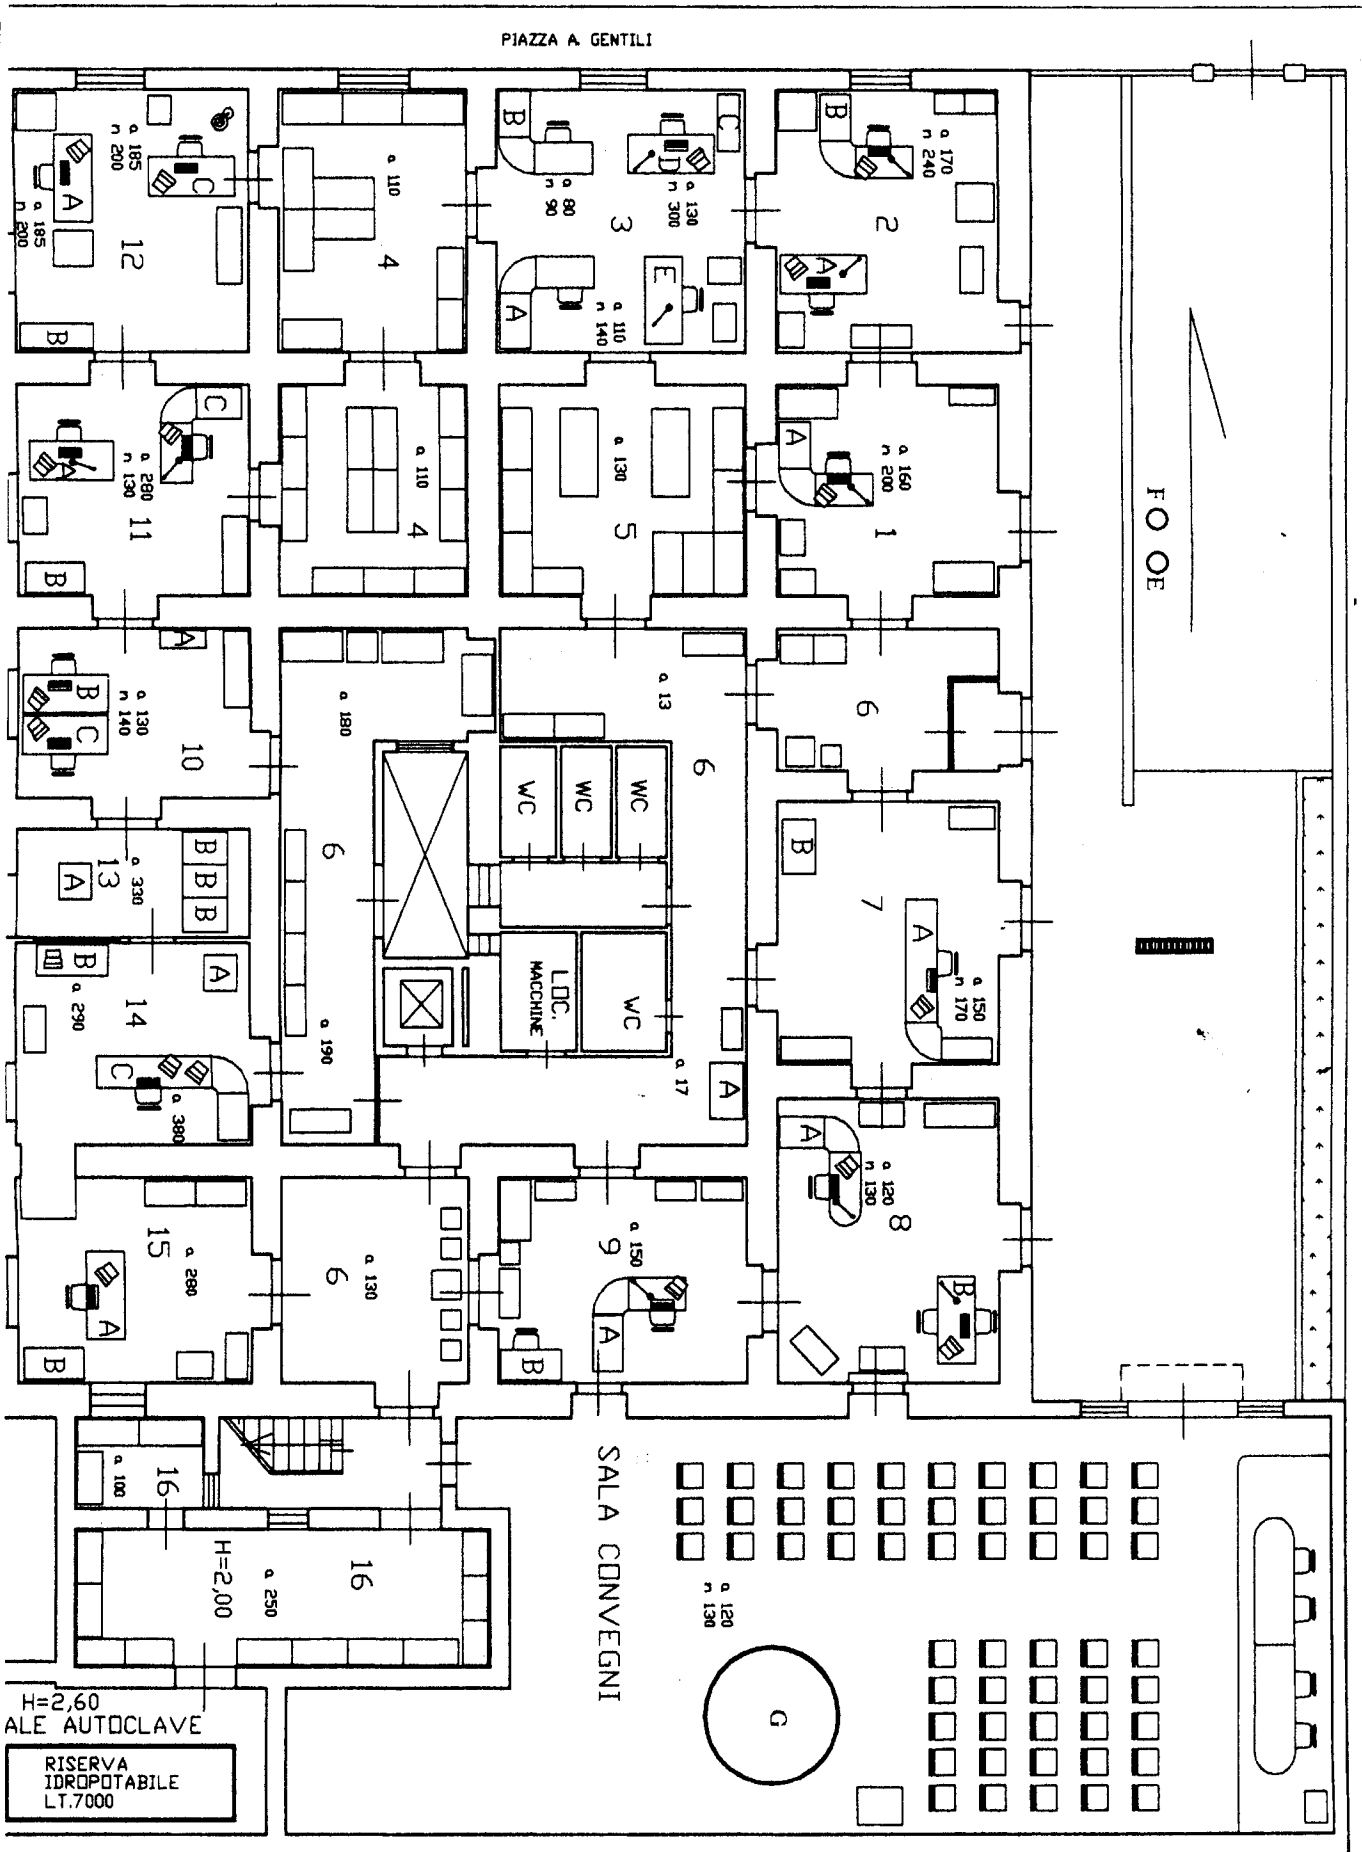 PIAZZA A. GENTILI
a 185
n 200
C
A
a 185
n 200
12
B
a 110
4
B
a 80
n 90
3
D
C
a 130
n 300
E
A
a 110
n 140
B
a 170
n 240
2
A
C
A
a 280
n 130
11
B
a 110
4
a 130
5
A
a 160
n 200
1
F
E
A
B
C
a 130
n 140
10
a 180
6
a 13
6
WC
WC
WC
6
B
7
A
a 150
n 170
13
A
a 330
B
B
B
B
A
14
a 290
C
a 380
a 190
LOC.
MACCHINE
WC
a 17
A
A
a 120
n 130
8
B
15
a 280
A
B
6
a 130
9
a 150
A
B
16
a 100
16
H=2,00
a 250
SALA CONVEGNI
a 120
n 130
G
H=2,60
ALE AUTOCLAVE
RISERVA
IDROPOTABILE
LT.7000